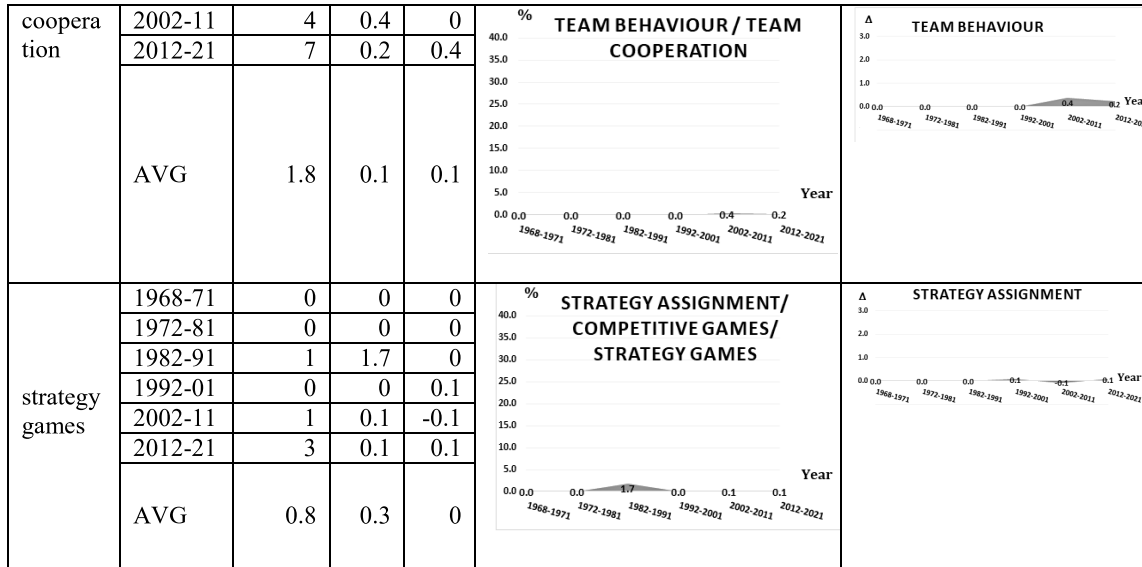 coopera
tion
2002-11 4 0.4 0
2012-21 7 0.2 0.4
AVG 1.8 0.1 0.1
%
TEAM BEHAVIOUR / TEAM
COOPERATION
40.0
35.0
30.0
25.0
20.0
15.0
10.0
5.0
Year
0.0 0.0 0.0 0.0 0.0 0.4 0.2
1968-1971 1972-1981 1982-1991 1992-2001 2002-2011 2012-2021
Δ
TEAM BEHAVIOUR
3.0
2.0
1.0
0.0 0.0 0.0 0.0 0.0 0.4 0.2
1968-1971 1972-1981 1982-1991 1992-2001 2002-2011
strategy
games
1968-71 0 0 0
1972-81 0 0 0
1982-91 1 1.7 0
1992-01 0 0 0.1
2002-11 1 0.1 -0.1
2012-21 3 0.1 0.1
AVG 0.8 0.3 0
%
STRATEGY ASSIGNMENT/
COMPETITIVE GAMES/
STRATEGY GAMES
40.0
35.0
30.0
25.0
20.0
15.0
10.0
5.0
Year
0.0 0.0 0.0 1.7 0.0 0.1 0.1
1968-1971 1972-1981 1982-1991 1992-2001 2002-2011 2012-2021
Δ
STRATEGY ASSIGNMENT
3.0
2.0
1.0
Year
0.0 0.0 0.0 0.0 0.1 -0.1 0.1
1968-1971 1972-1981 1982-1991 1992-2001 2002-2011 2012-2021